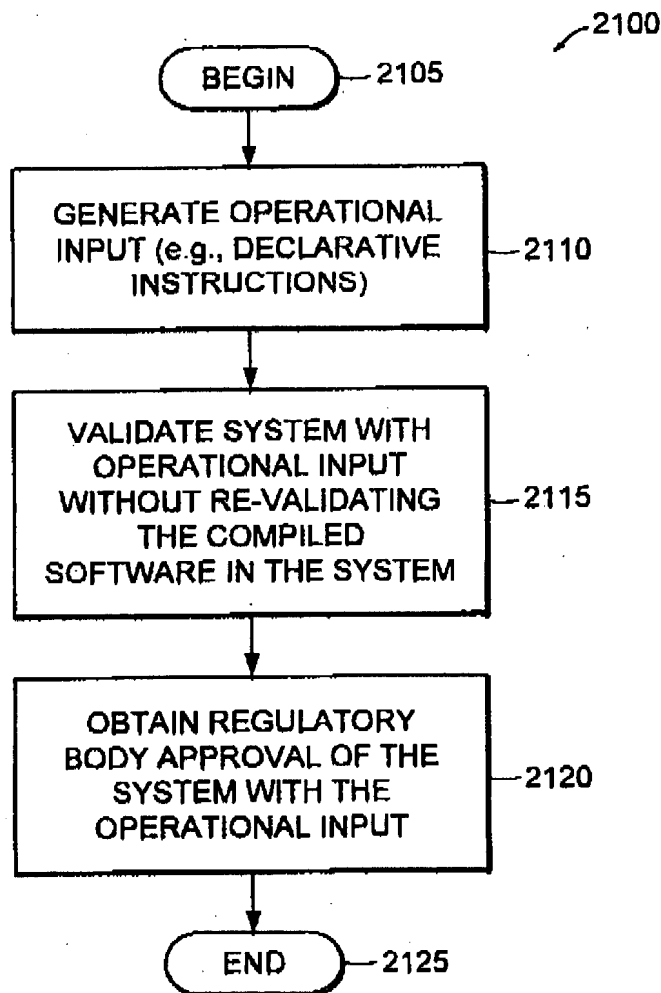 2100
BEGIN 2105
GENERATE OPERATIONAL
INPUT (e.g., DECLARATIVE
INSTRUCTIONS)
2110
VALIDATE SYSTEM WITH
OPERATIONAL INPUT
WITHOUT RE-VALIDATING
THE COMPILED
SOFTWARE IN THE SYSTEM
2115
OBTAIN REGULATORY
BODY APPROVAL OF THE
SYSTEM WITH THE
OPERATIONAL INPUT
2120
END 2125